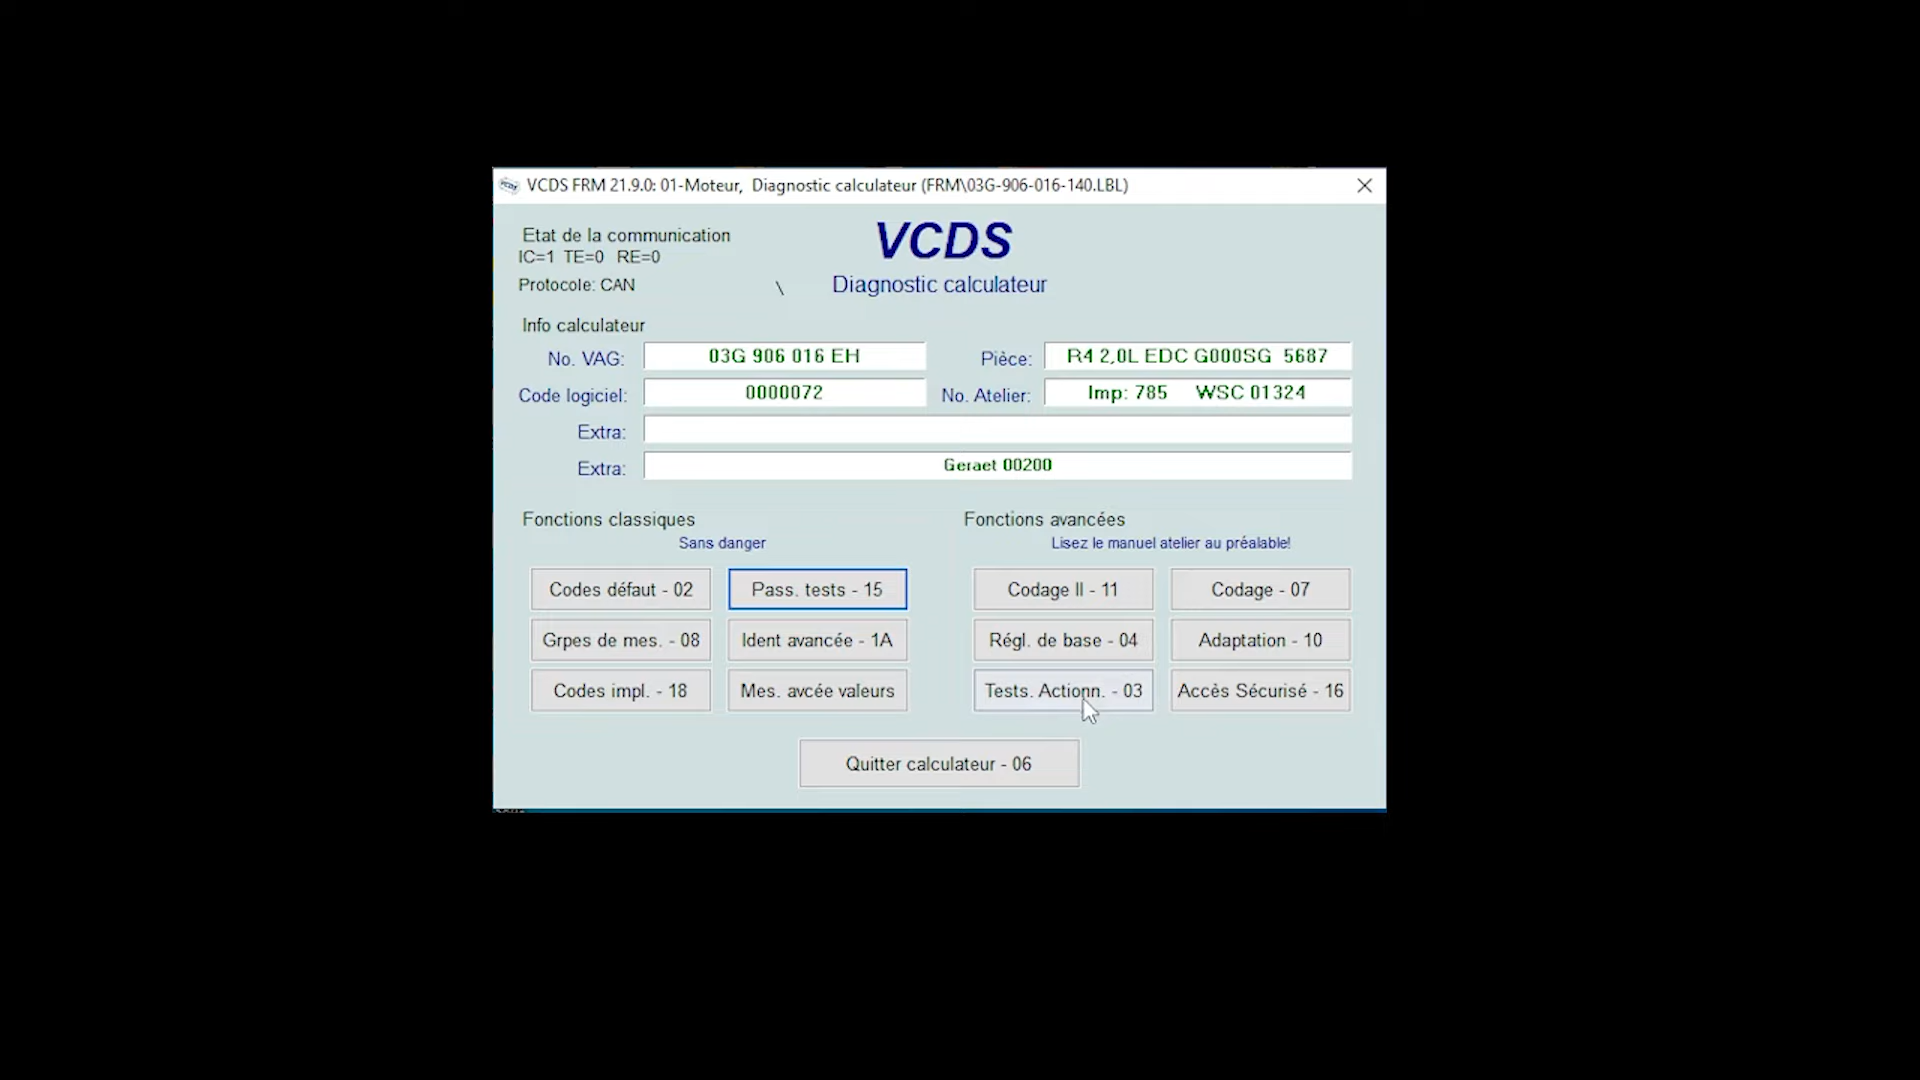 VCDS FRM 21.9.0: 01-Moteur, Diagnostic calculateur (FRM\03G-906-016-140.LBL)
Etat de la communication
IC=1 TE=0 RE=0
Protocole: CAN
\
VCDS
Diagnostic calculateur
Info calculateur
No. VAG: 03G 906 016 EH Pièce: R4 2,0L EDC G000SG 5687
Code logiciel: 0000072 No. Atelier: Imp: 785 WSC 01324
Extra:
Extra: Geraet 00200
Fonctions classiques
Sans danger
Fonctions avancées
Lisez le manuel atelier au préalable!
Codes défaut - 02 Pass. tests - 15 Codage II - 11 Codage - 07
Grpes de mes. - 08 Ident avancée - 1A Régl. de base - 04 Adaptation - 10
Codes impl. - 18 Mes. avcée valeurs Tests. Actionn. - 03 Accès Sécurisé - 16
Quitter calculateur - 06